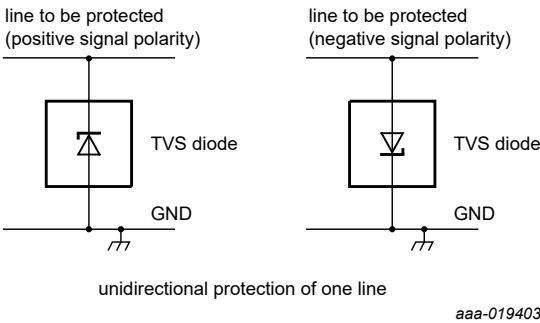 line to be protected
(positive signal polarity)
line to be protected
(negative signal polarity)
TVS diode
TVS diode
GND
GND
unidirectional protection of one line
aaa-019403